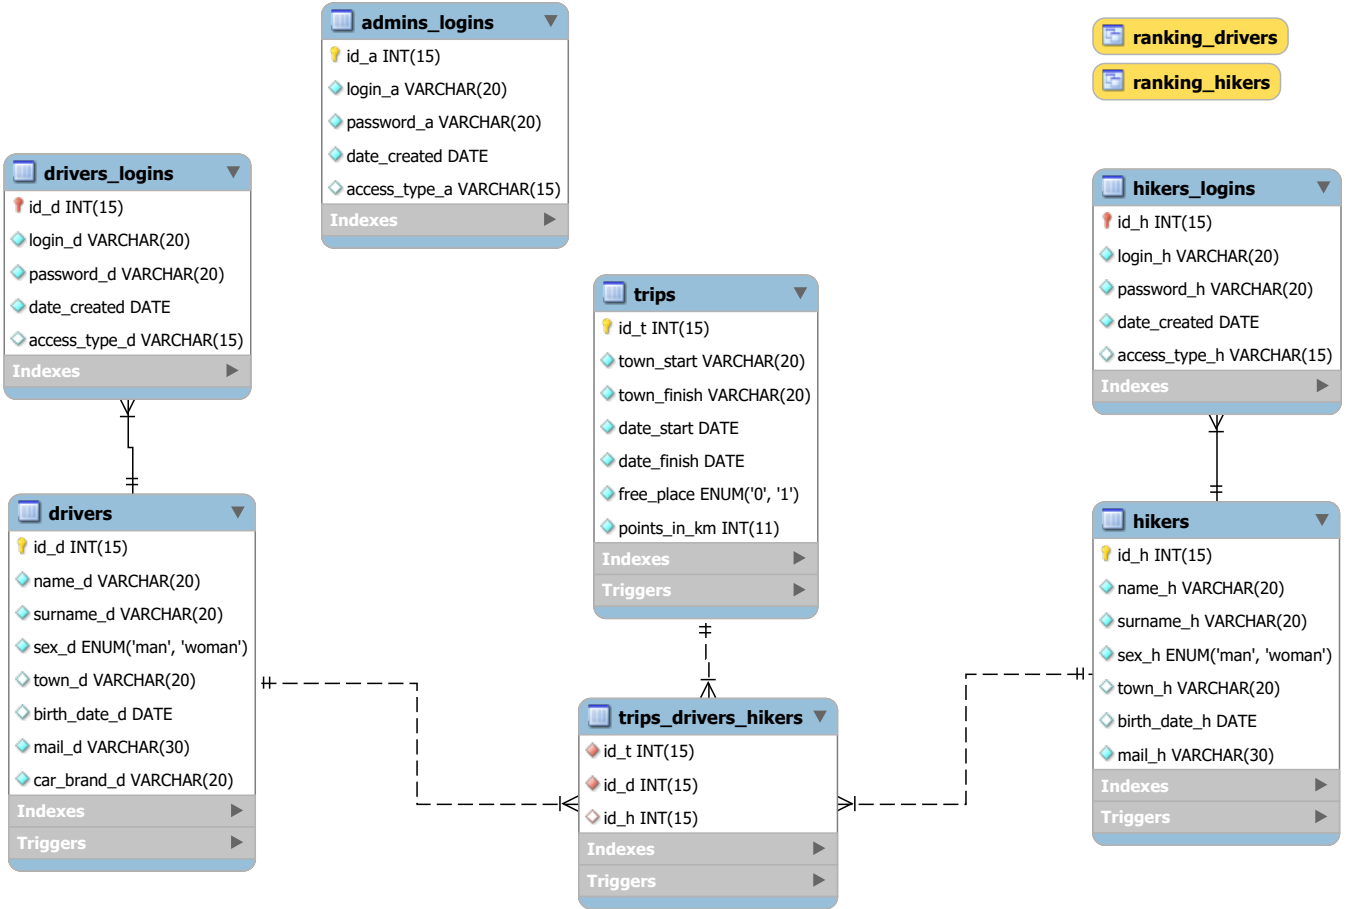 admins_logins
id_a INT(15)
login_a VARCHAR(20)
password_a VARCHAR(20)
date_created DATE
access_type_a VARCHAR(15)
Indexes
ranking_drivers
ranking_hikers
drivers_logins
id_d INT(15)
login_d VARCHAR(20)
password_d VARCHAR(20)
date_created DATE
access_type_d VARCHAR(15)
Indexes
hikers_logins
id_h INT(15)
login_h VARCHAR(20)
password_h VARCHAR(20)
date_created DATE
access_type_h VARCHAR(15)
Indexes
trips
id_t INT(15)
town_start VARCHAR(20)
town_finish VARCHAR(20)
date_start DATE
date_finish DATE
free_place ENUM('0', '1')
points_in_km INT(11)
Indexes
Triggers
drivers
id_d INT(15)
name_d VARCHAR(20)
surname_d VARCHAR(20)
sex_d ENUM('man', 'woman')
town_d VARCHAR(20)
birth_date_d DATE
mail_d VARCHAR(30)
car_brand_d VARCHAR(20)
Indexes
Triggers
hikers
id_h INT(15)
name_h VARCHAR(20)
surname_h VARCHAR(20)
sex_h ENUM('man', 'woman')
town_h VARCHAR(20)
birth_date_h DATE
mail_h VARCHAR(30)
Indexes
Triggers
trips_drivers_hikers
id_t INT(15)
id_d INT(15)
id_h INT(15)
Indexes
Triggers